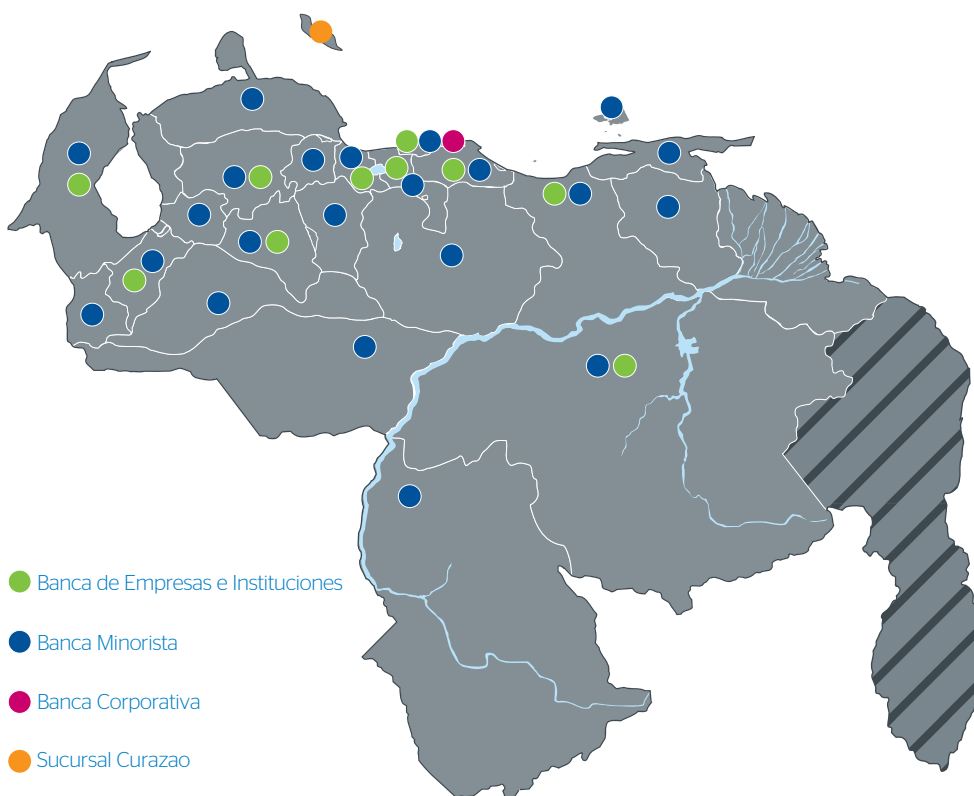 Banca de Empresas e Instituciones
Banca Minorista
Banca Corporativa
Sucursal Curazao